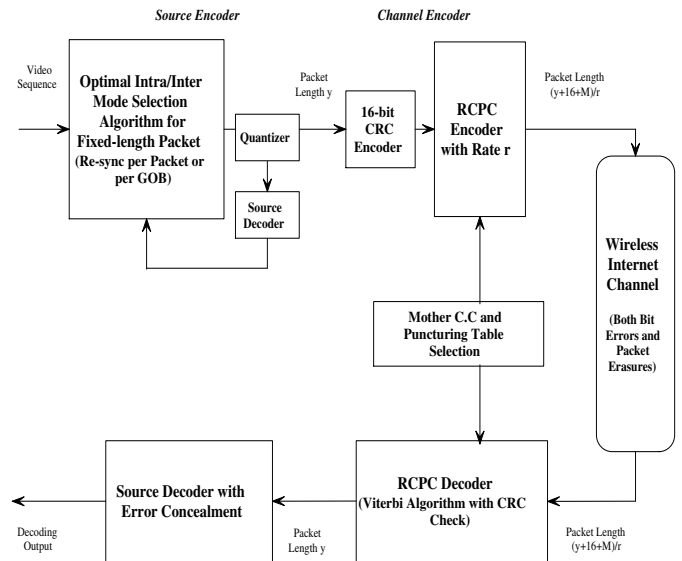 Source Encoder
Channel Encoder
Video
Sequence
Optimal Intra/Inter
Mode Selection
Algorithm for
Fixed-length Packet
(Re-sync per Packet or
per GOB)
Quantizer
Source
Decoder
Packet
Length y
16-bit
CRC
Encoder
RCPC
Encoder
with Rate r
Packet Length
(y+16+M)/r
Wireless
Internet
Channel
(Both Bit
Errors and
Packet
Erasures)
Mother C.C and
Puncturing Table
Selection
Source Decoder with
Error Concealment
RCPC Decoder
(Viterbi Algorithm with CRC
Check)
Decoding
Output
Packet
Length y
Packet Length
(y+16+M)/r